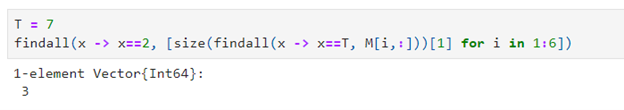 T = 7
findall(x -> x==2, [size(findall(x -> x==T, M[i,:]))[1] for i in 1:6])
1-element Vector{Int64}:
3